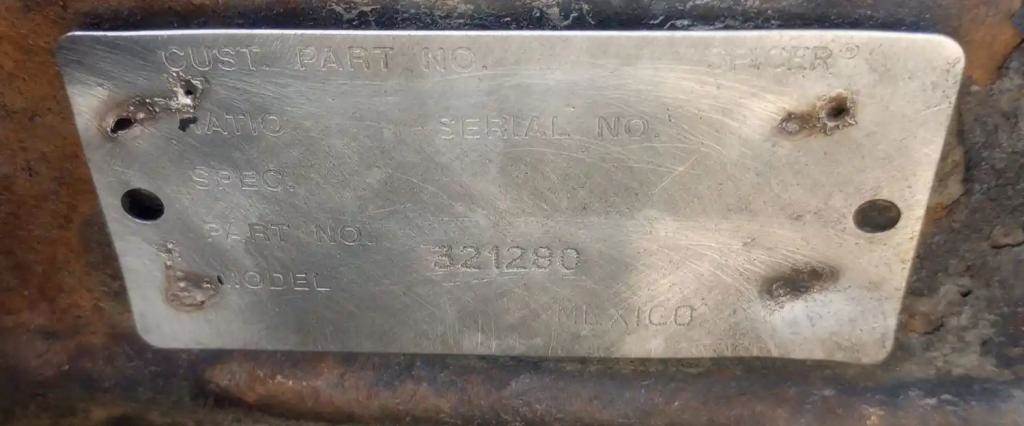 CUST. PART NO. SPICER®
RATIO SERIAL NO.
SPEC.
PART NO. 321280
MODEL
MEXICO